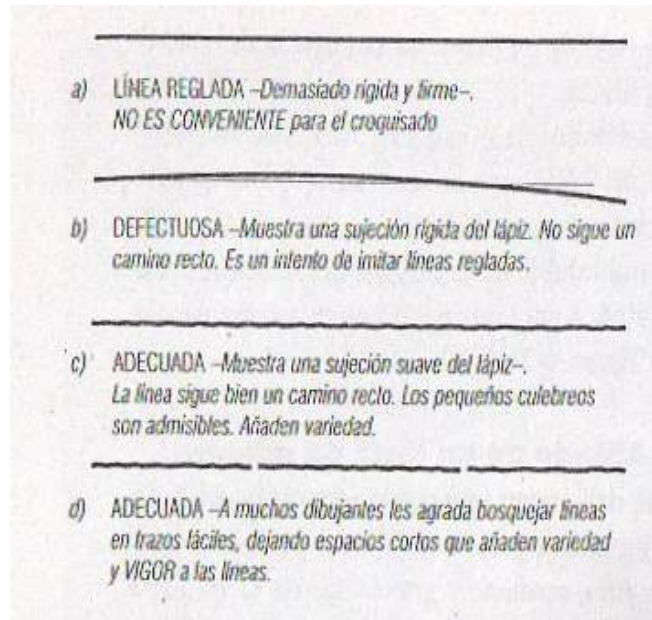 a) LÍNEA REGLADA –Demasiado rígida y firme–.
NO ES CONVENIENTE para el croquisado
b) DEFECTUOSA –Muestra una sujeción rígida del lápiz. No sigue un
camino recto. Es un intento de imitar líneas regladas.
c) ADECUADA –Muestra una sujeción suave del lápiz–.
La línea sigue bien un camino recto. Los pequeños culebreos
son admisibles. Añaden variedad.
d) ADECUADA –A muchos dibujantes les agrada bosquejar líneas
en trazos fáciles, dejando espacios cortos que añaden variedad
y VIGOR a las líneas.